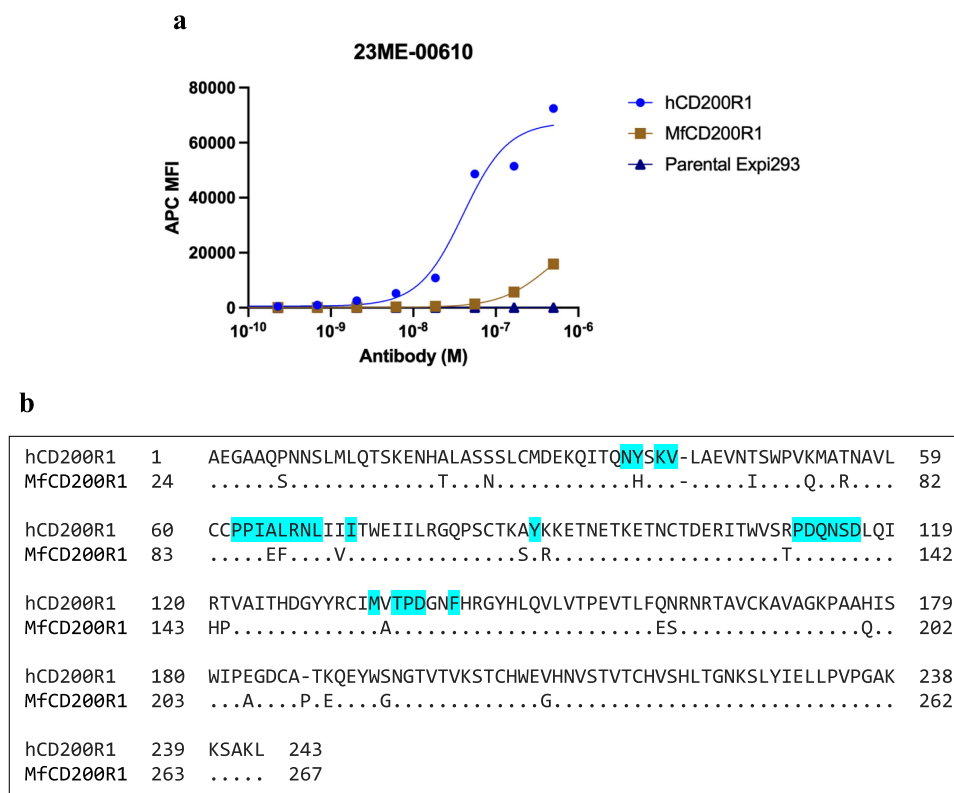 a
23ME-00610
80000
60000
40000
20000
0
APC MFI
10-10 10-9 10-8 10-7 10-6
Antibody (M)
hCD200R1
MfCD200R1
Parental Expi293
b
hCD200R1 1 AEGAAQPNNSLMLQTSKENHALASSSLCMDEKQITQNYSKV-LAEVNTSWPVKMATNAVL 59
MfCD200R1 24 ......S.............T...N............H...-.....I....Q..R.... 82
hCD200R1 60 CCPPIALRNLIIITWEIILRGQPSCTKAYKKETNETKETNCTDERITWVSRPDQNSDLQI 119
MfCD200R1 83 .....EF....V...............S.R....................T......... 142
hCD200R1 120 RTVAITHDGYYRCIMVTPDGNFHRGYHLQVLVTPEVTLFQNRNRTAVCKAVAGKPAAHIS 179
MfCD200R1 143 HP.............A.......................ES................Q.. 202
hCD200R1 180 WIPEGDCA-TKQEYWSNGTVTVKSTCHWEVHNVSTVTCHVSHLTGNKSLYIELLPVPGAK 238
MfCD200R1 203 ...A....P.E....G.............G.............................. 262
hCD200R1 239 KSAKL 243
MfCD200R1 263 ..... 267